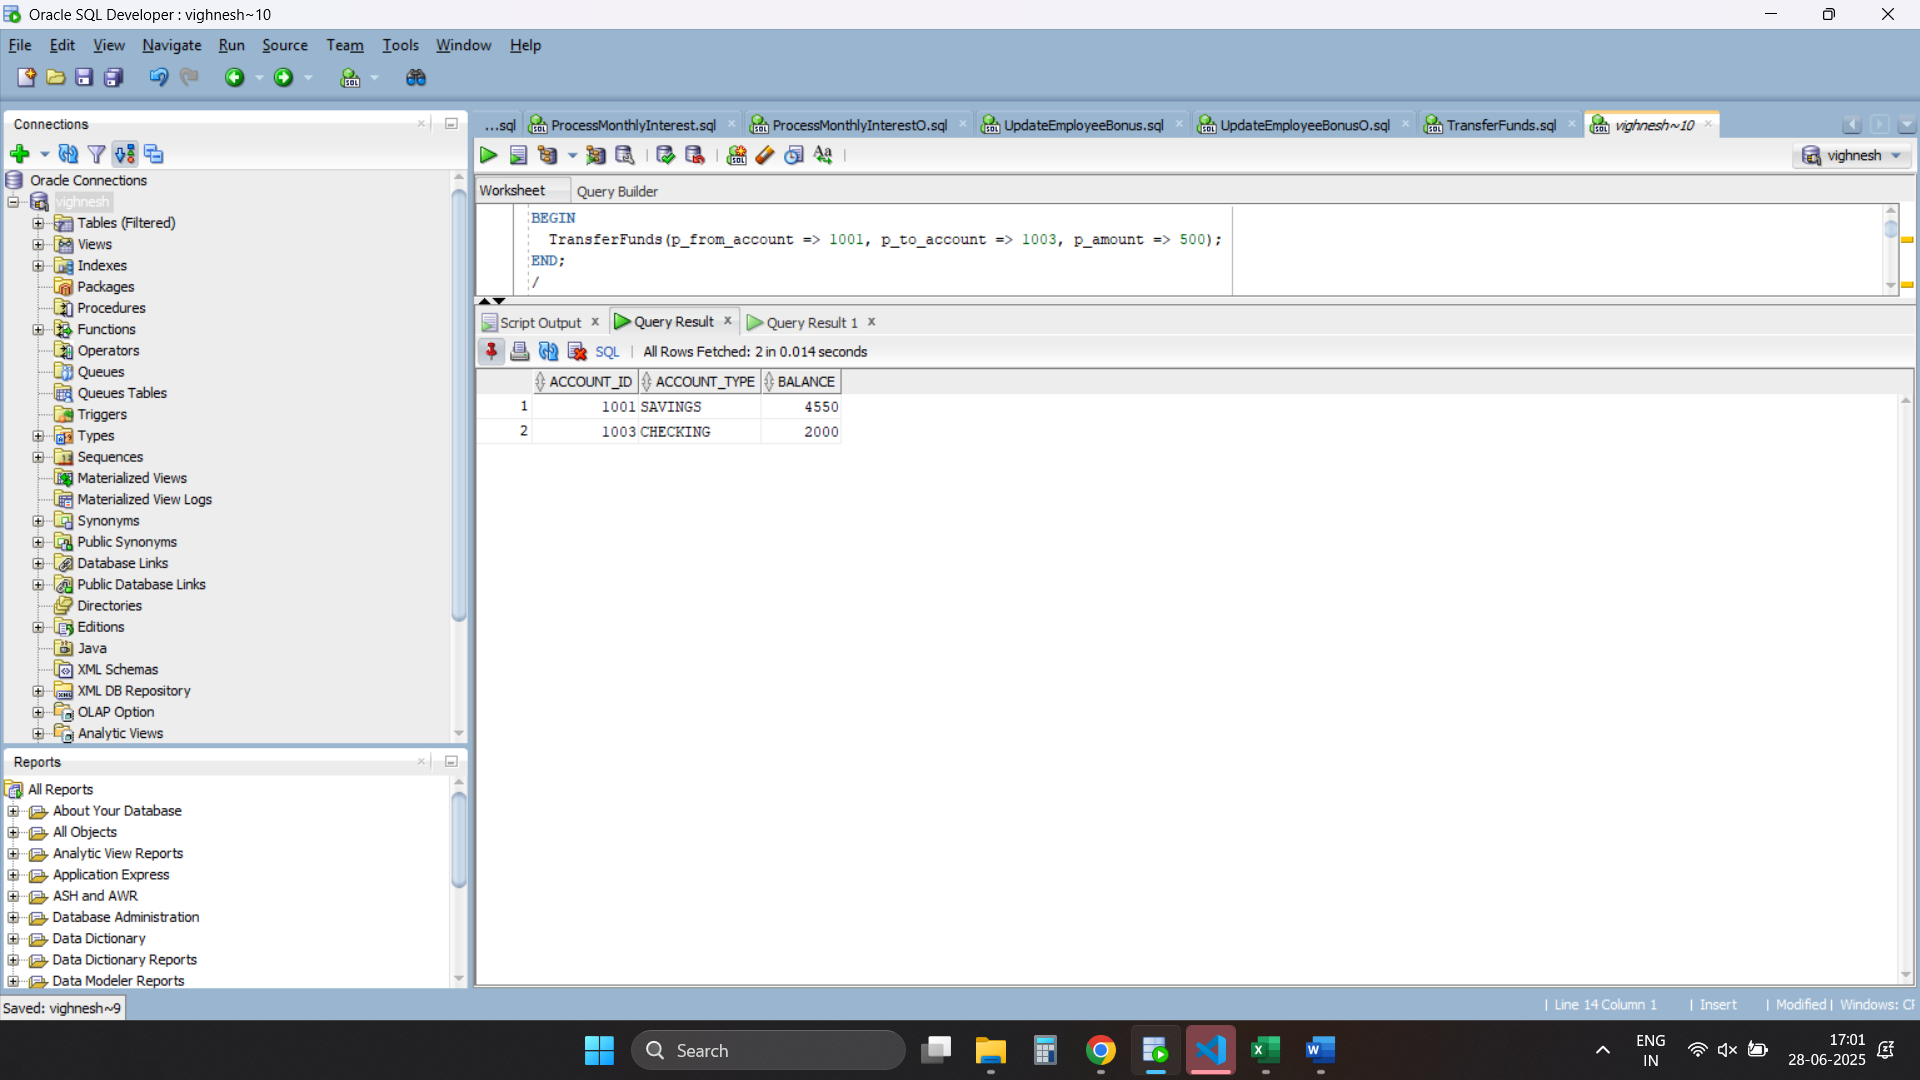 Oracle SQL Developer : vighnesh~10
File Edit View Navigate Run Source Team Tools Window Help
Connections
Oracle Connections
vighnesh
Tables (Filtered)
Views
Indexes
Packages
Procedures
Functions
Operators
Queues
Queues Tables
Triggers
Types
Sequences
Materialized Views
Materialized View Logs
Synonyms
Public Synonyms
Database Links
Public Database Links
Directories
Editions
Java
XML Schemas
XML DB Repository
OLAP Option
Analytic Views
Reports
All Reports
About Your Database
All Objects
Analytic View Reports
Application Express
ASH and AWR
Database Administration
Data Dictionary
Data Dictionary Reports
Data Modeler Reports
...sql ProcessMonthlyInterest.sql ProcessMonthlyInterestO.sql UpdateEmployeeBonus.sql UpdateEmployeeBonusO.sql TransferFunds.sql vighnesh~10
vighnesh
Worksheet Query Builder
BEGIN
TransferFunds(p_from_account => 1001, p_to_account => 1003, p_amount => 500);
END;
/
Script Output Query Result Query Result 1
SQL All Rows Fetched: 2 in 0.014 seconds
ACCOUNT_ID ACCOUNT_TYPE BALANCE
1 1001 SAVINGS 4550
2 1003 CHECKING 2000
Saved: vighnesh~9
Line 14 Column 1 Insert Modified Windows: C
Search
ENG
IN
17:01
28-06-2025